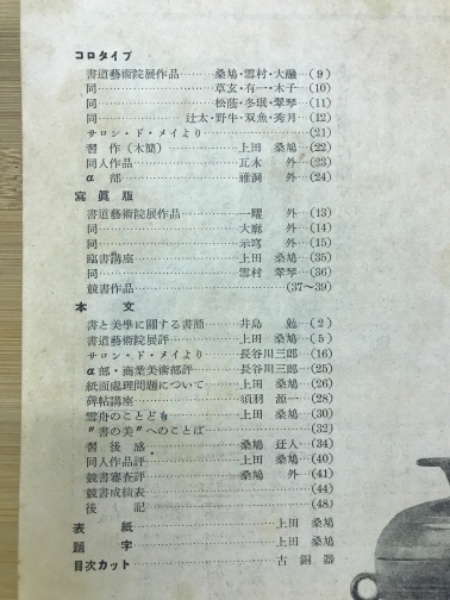 コロタイプ
書道藝術院展作品………桑鳩・雲村・大融…(9)
同………………草玄・有一・木子…(10)
同………………松蔭・冬珉・翠琴…(11)
同…………辻太・野牛・双魚・秀月…(12)
サロン・ド・メイより………………(21)
習作(木簡)…………上田 桑鳩…(22)
同人作品………………瓦木 外…(23)
α部………………雅洞 外…(24)
寫眞版
書道藝術院展作品…………一耀 外…(13)
同………………大 外…(14)
同………………示 外…(15)
臨書講座………………上田 桑鳩…(35)
同………………雪村 翠琴…(36)
競書作品………………(37〜39)
本文
書と美學に關する書簡……井島 勉…(2)
書道藝術院展評…………上田 桑鳩…(5)
サロン・ド・メイより……長谷川三郎…(16)
α部・商業美術部評……長谷川三郎…(25)
紙面處理問題について……上田 桑鳩…(26)
碑帖講座………………須羽 源一…(28)
雪舟のことども…………上田 桑鳩…(30)
〝書の美〟へのことば………………(32)
習後感…………桑鳩 迂人…(34)
同人作品評…………上田 桑鳩…(40)
競書審査評…………桑鳩 外…(41)
競書成績表………………(44)
後記………………(48)
表紙………………上田 桑鳩
題字………………上田 桑鳩
目次カット………………古銅器